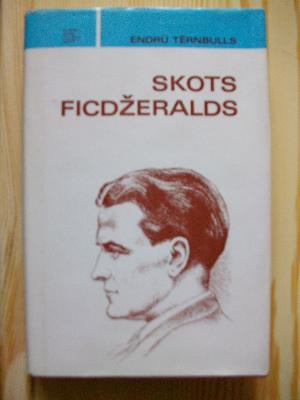 ENDRŪ TĒRNBULLS
SKOTS
FICDŽERALDS